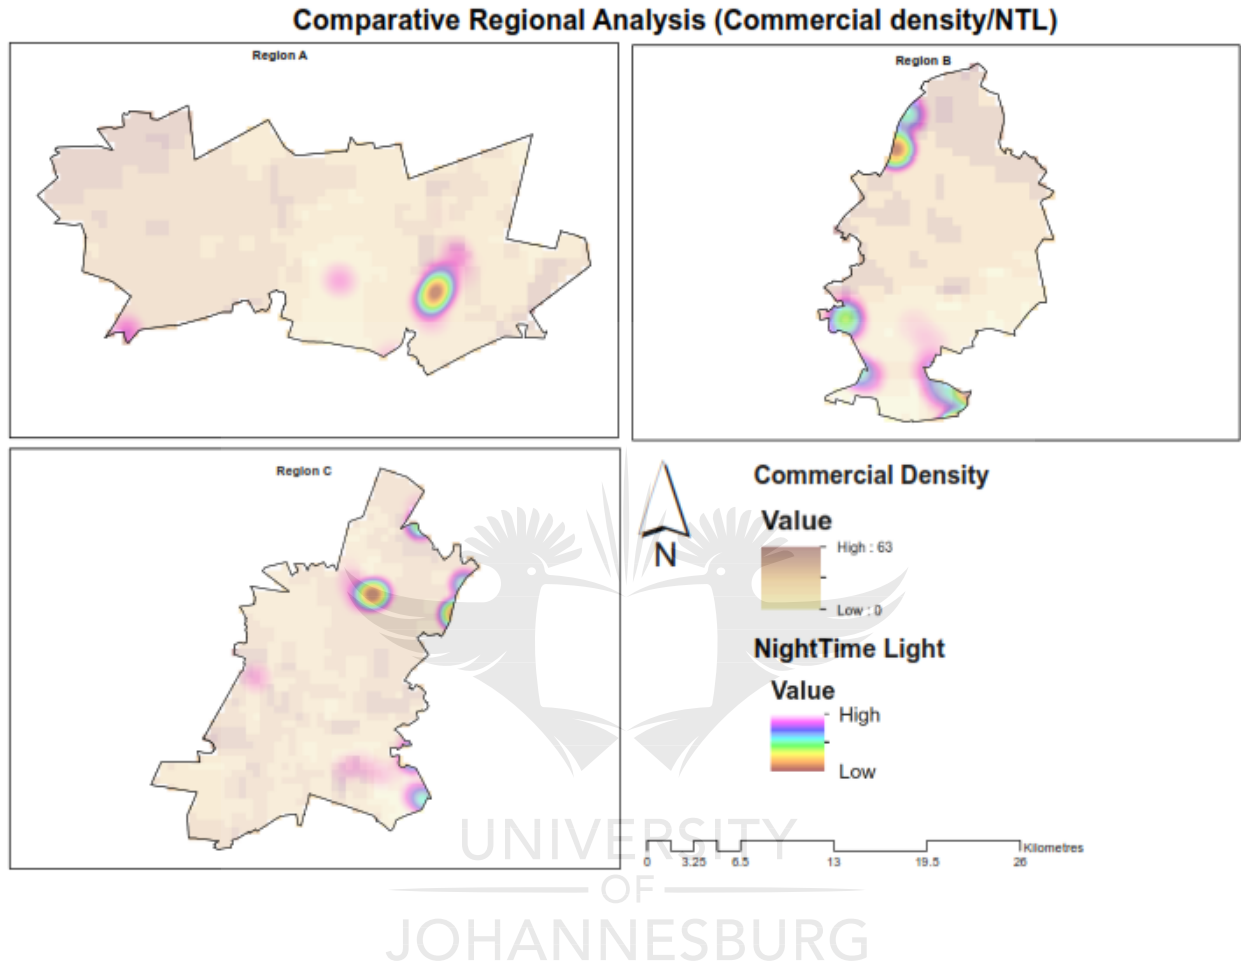 Comparative Regional Analysis (Commercial density/NTL)
Region A
Region B
Region C
N
Commercial Density
Value
High : 63
Low : 0
NightTime Light
Value
High
Low
Kilometres
0 3.25 6.5 13 19.5 26
UNIVERSITY
OF
JOHANNESBURG